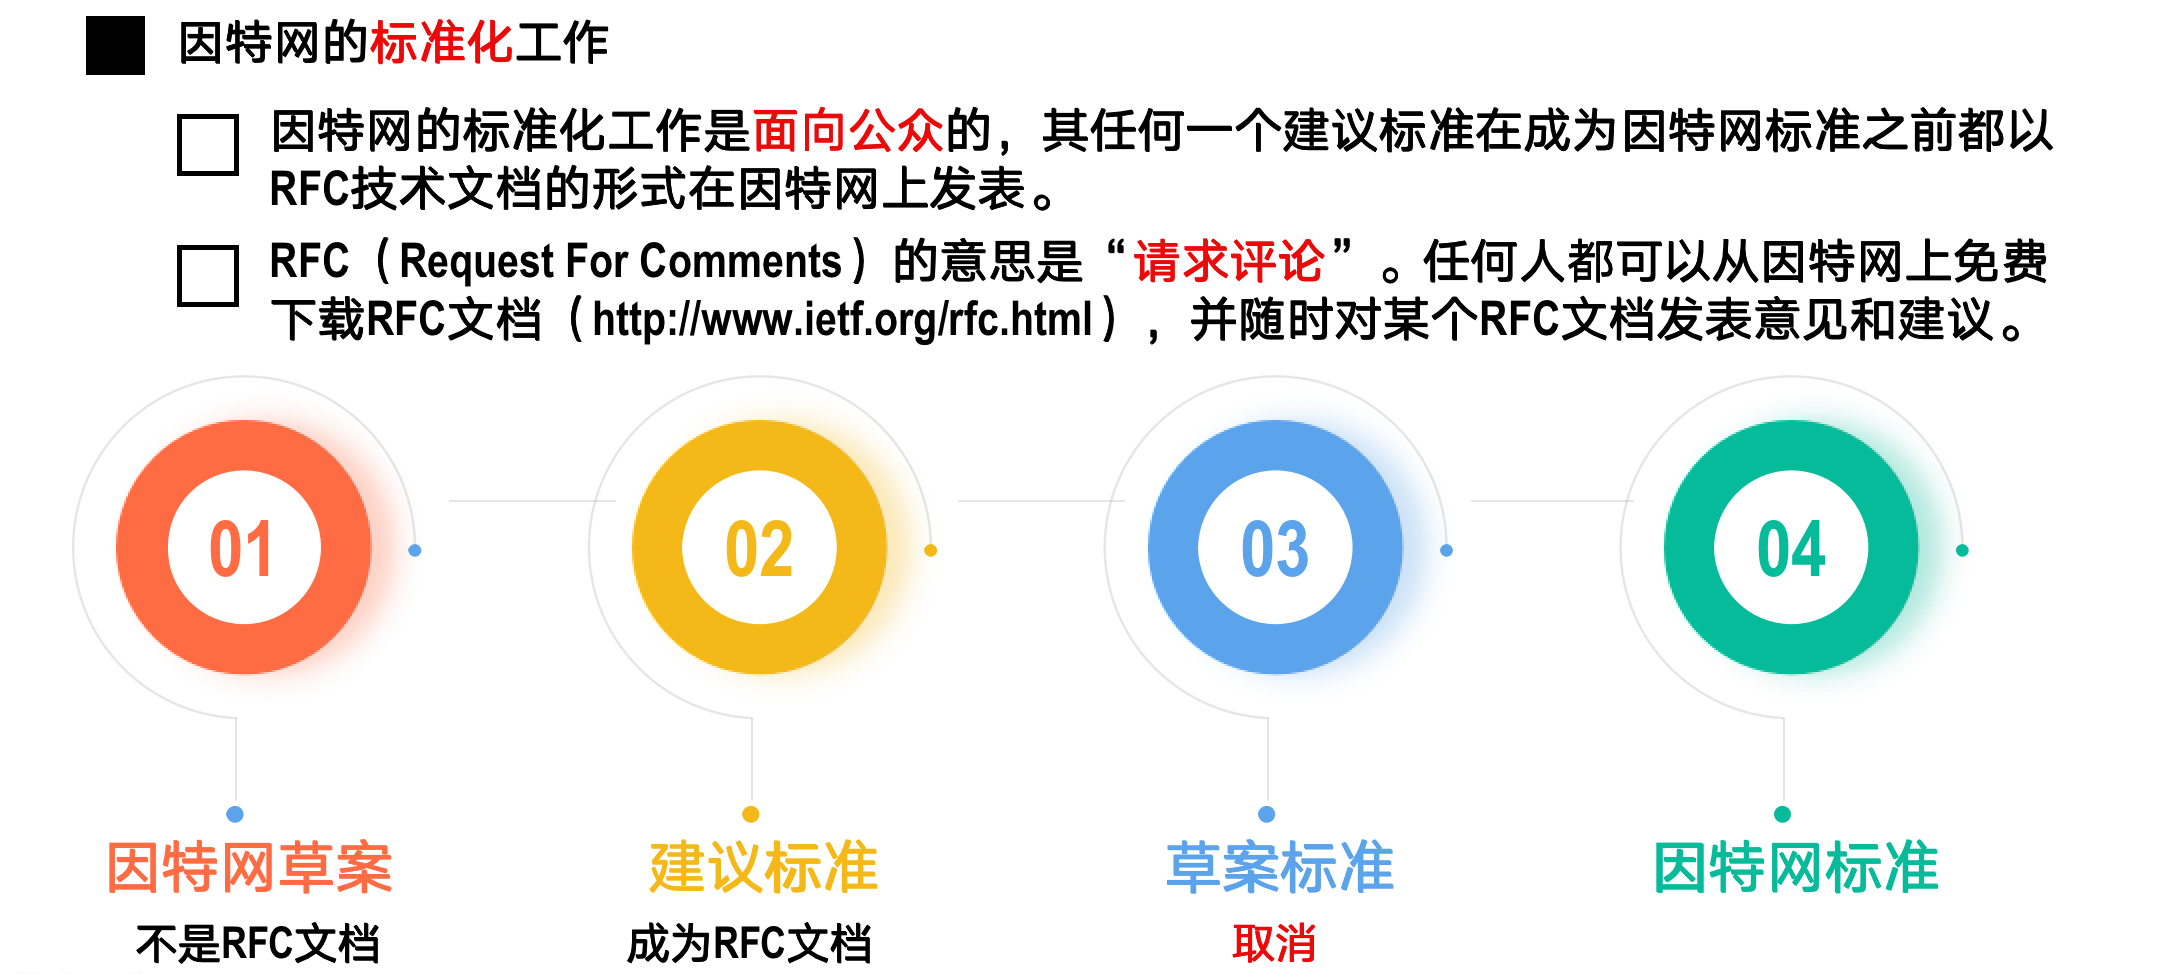 因特网的标准化工作
因特网的标准化工作是面向公众的，其任何一个建议标准在成为因特网标准之前都以
RFC技术文档的形式在因特网上发表。
RFC（Request For Comments）的意思是“请求评论”。任何人都可以从因特网上免费
下载RFC文档（http://www.ietf.org/rfc.html），并随时对某个RFC文档发表意见和建议。
01
02
03
04
因特网草案
建议标准
草案标准
因特网标准
不是RFC文档
成为RFC文档
取消